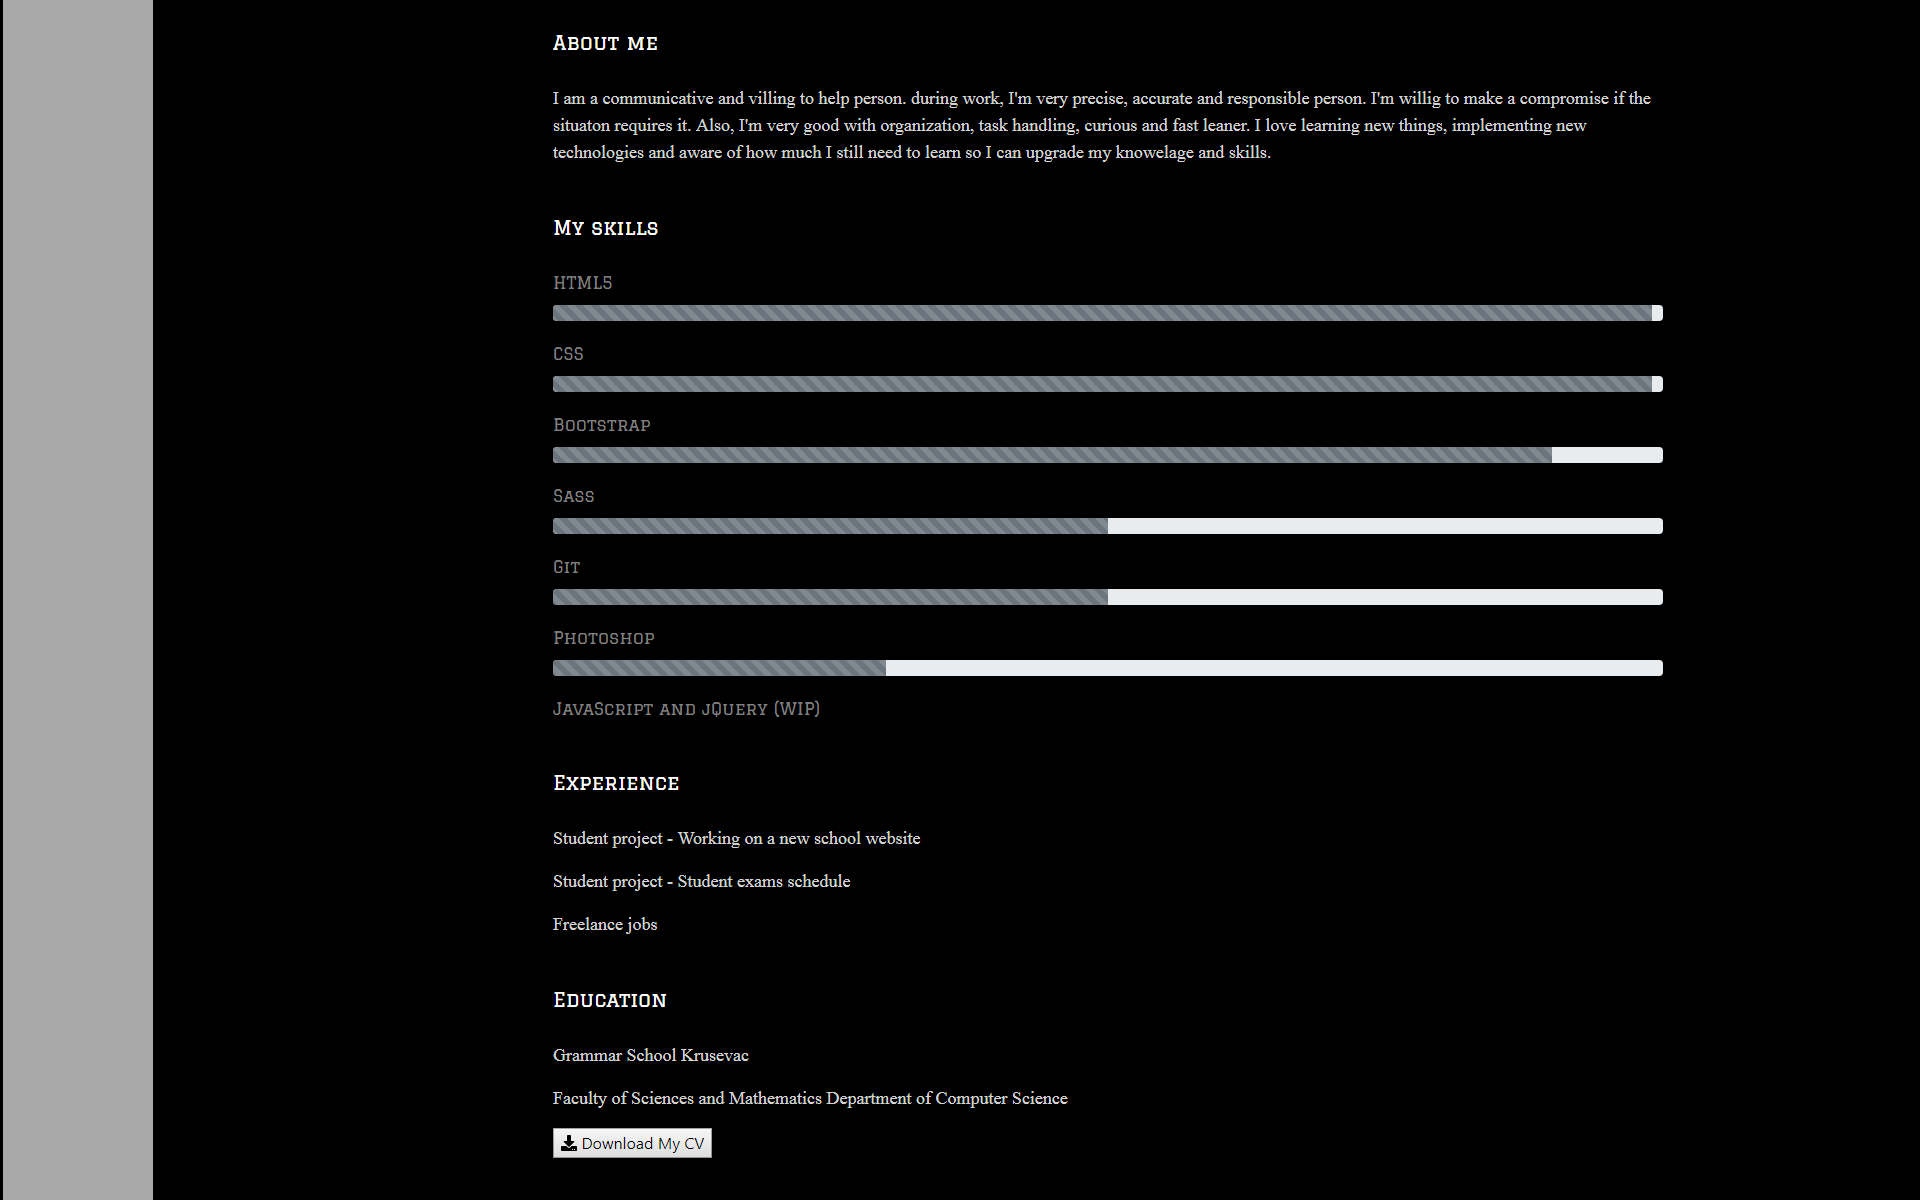 About me
I am a communicative and villing to help person. during work, I'm very precise, accurate and responsible person. I'm willig to make a compromise if the
situaton requires it. Also, I'm very good with organization, task handling, curious and fast leaner. I love learning new things, implementing new
technologies and aware of how much I still need to learn so I can upgrade my knowelage and skills.
My skills
HTML5
CSS
Bootstrap
Sass
Git
Photoshop
JavaScript and jQuery (WIP)
Experience
Student project - Working on a new school website
Student project - Student exams schedule
Freelance jobs
Education
Grammar School Krusevac
Faculty of Sciences and Mathematics Department of Computer Science
Download My CV